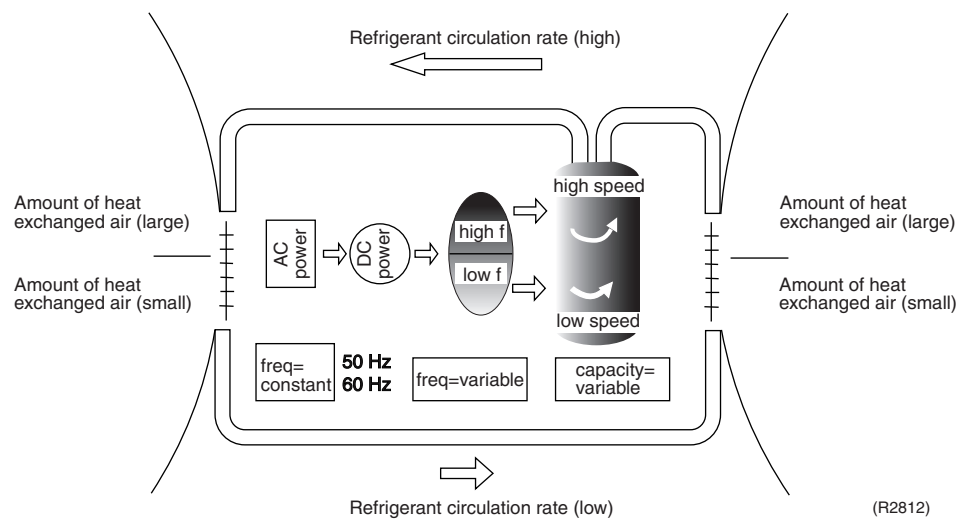 Refrigerant circulation rate (high)
Amount of heat
exchanged air (large)
Amount of heat
exchanged air (small)
AC
power
DC
power
high f
low f
high speed
low speed
Amount of heat
exchanged air (large)
Amount of heat
exchanged air (small)
freq=
constant
50 Hz
60 Hz
freq=variable
capacity=
variable
Refrigerant circulation rate (low)
(R2812)